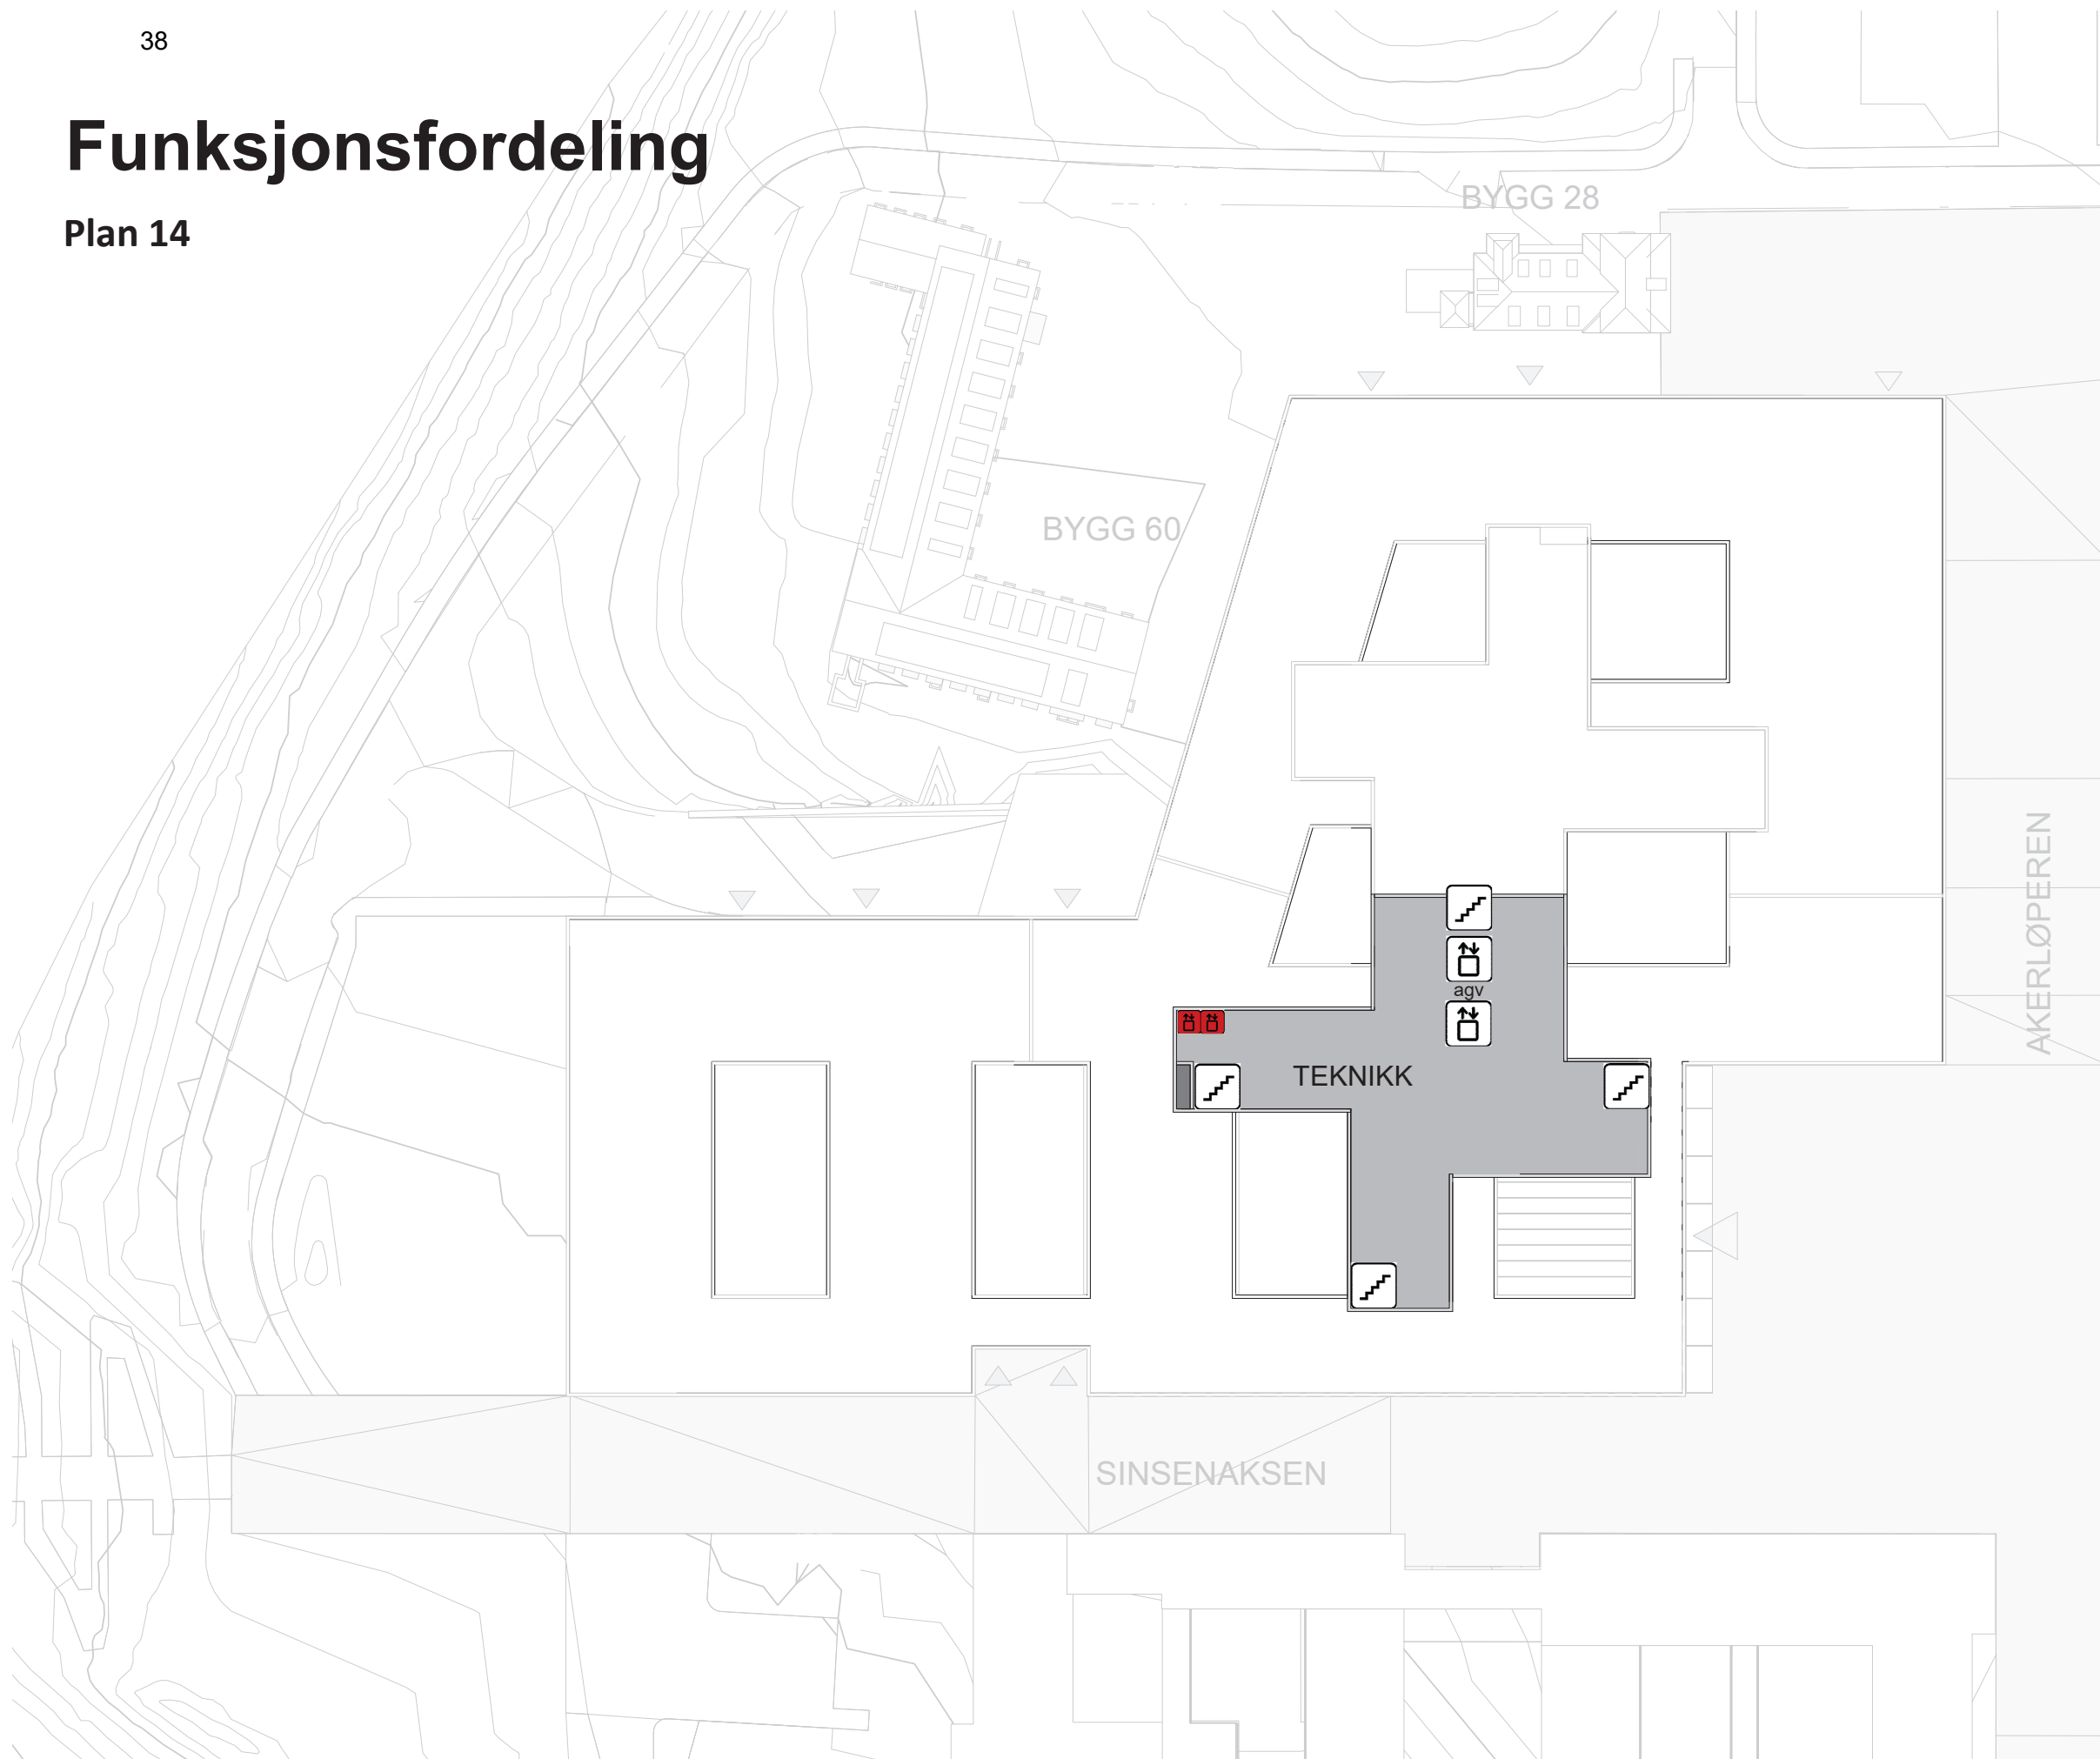 38
Funksjonsfordeling
Plan 14
BYGG 28
BYGG 60
AKERLØPEREN
agv
TEKNIKK
SINSENAKSEN